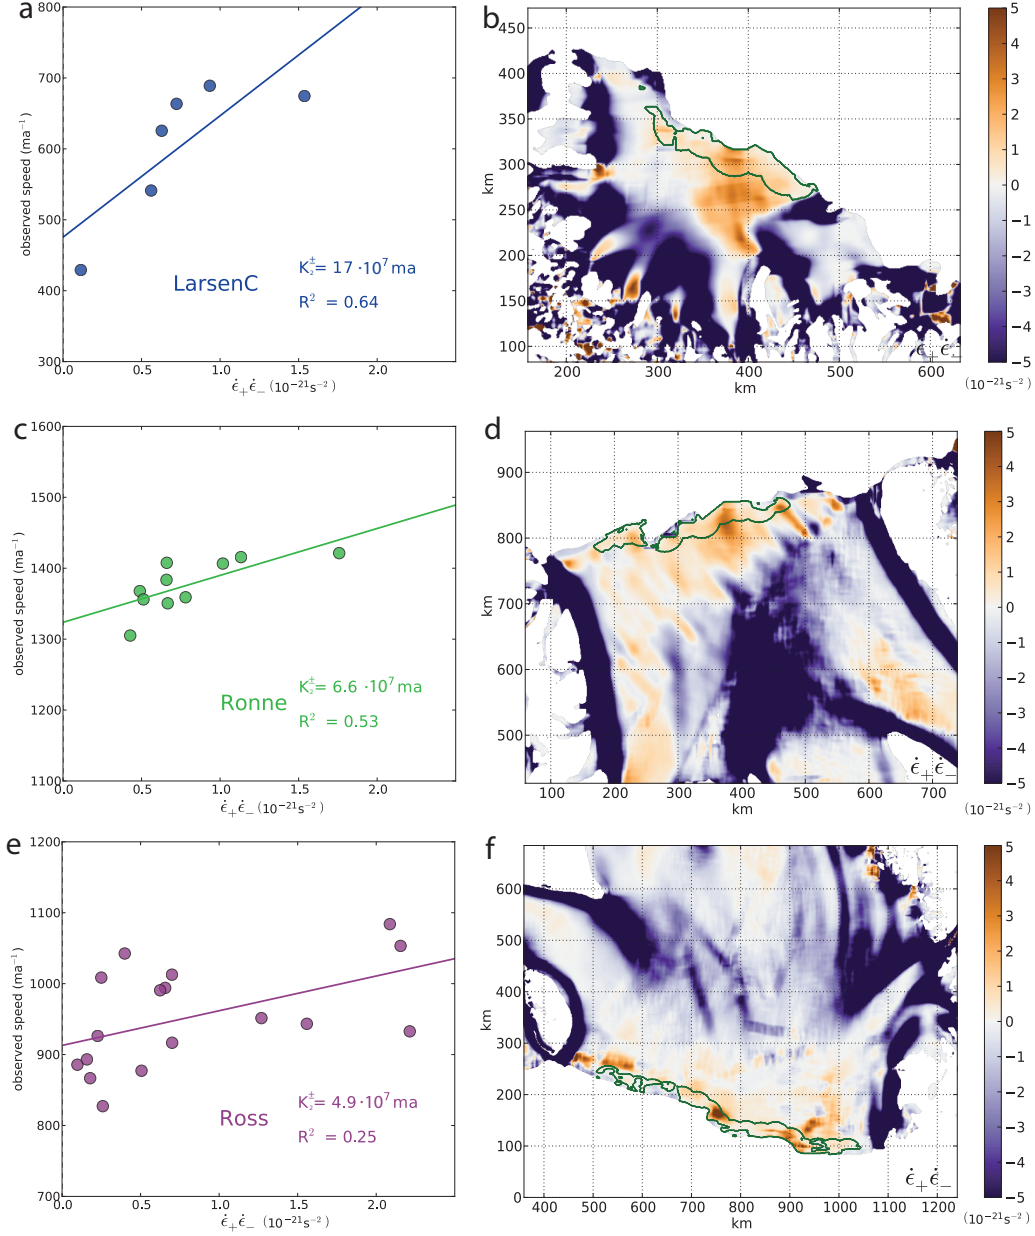 a
800
700
600
500
400
300
observed speed (ma⁻¹)
0.0 0.5 1.0 1.5 2.0
ϵ̇₊ϵ̇₋ (10⁻²¹s⁻²)
LarsenC
K₂±= 17 ·10⁷ma
R² = 0.64
b
450
400
350
300
250
200
150
100
km
200 300 400 500 600
km
ϵ̇₊ϵ̇₋
5
4
3
2
1
0
−1
−2
−3
−4
−5
(10⁻²¹s⁻²)
c
1600
1500
1400
1300
1200
1100
observed speed (ma⁻¹)
0.0 0.5 1.0 1.5 2.0
ϵ̇₊ϵ̇₋ (10⁻²¹s⁻²)
Ronne
K₂±= 6.6 ·10⁷ma
R² = 0.53
d
900
800
700
600
500
km
100 200 300 400 500 600 700
km
ϵ̇₊ϵ̇₋
5
4
3
2
1
0
−1
−2
−3
−4
−5
(10⁻²¹s⁻²)
e
1200
1100
1000
900
800
700
observed speed (ma⁻¹)
0.0 0.5 1.0 1.5 2.0
ϵ̇₊ϵ̇₋ (10⁻²¹s⁻²)
Ross
K₂±= 4.9 ·10⁷ma
R² = 0.25
f
600
500
400
300
200
100
0
km
400 500 600 700 800 900 1000 1100 1200
km
ϵ̇₊ϵ̇₋
5
4
3
2
1
0
−1
−2
−3
−4
−5
(10⁻²¹s⁻²)